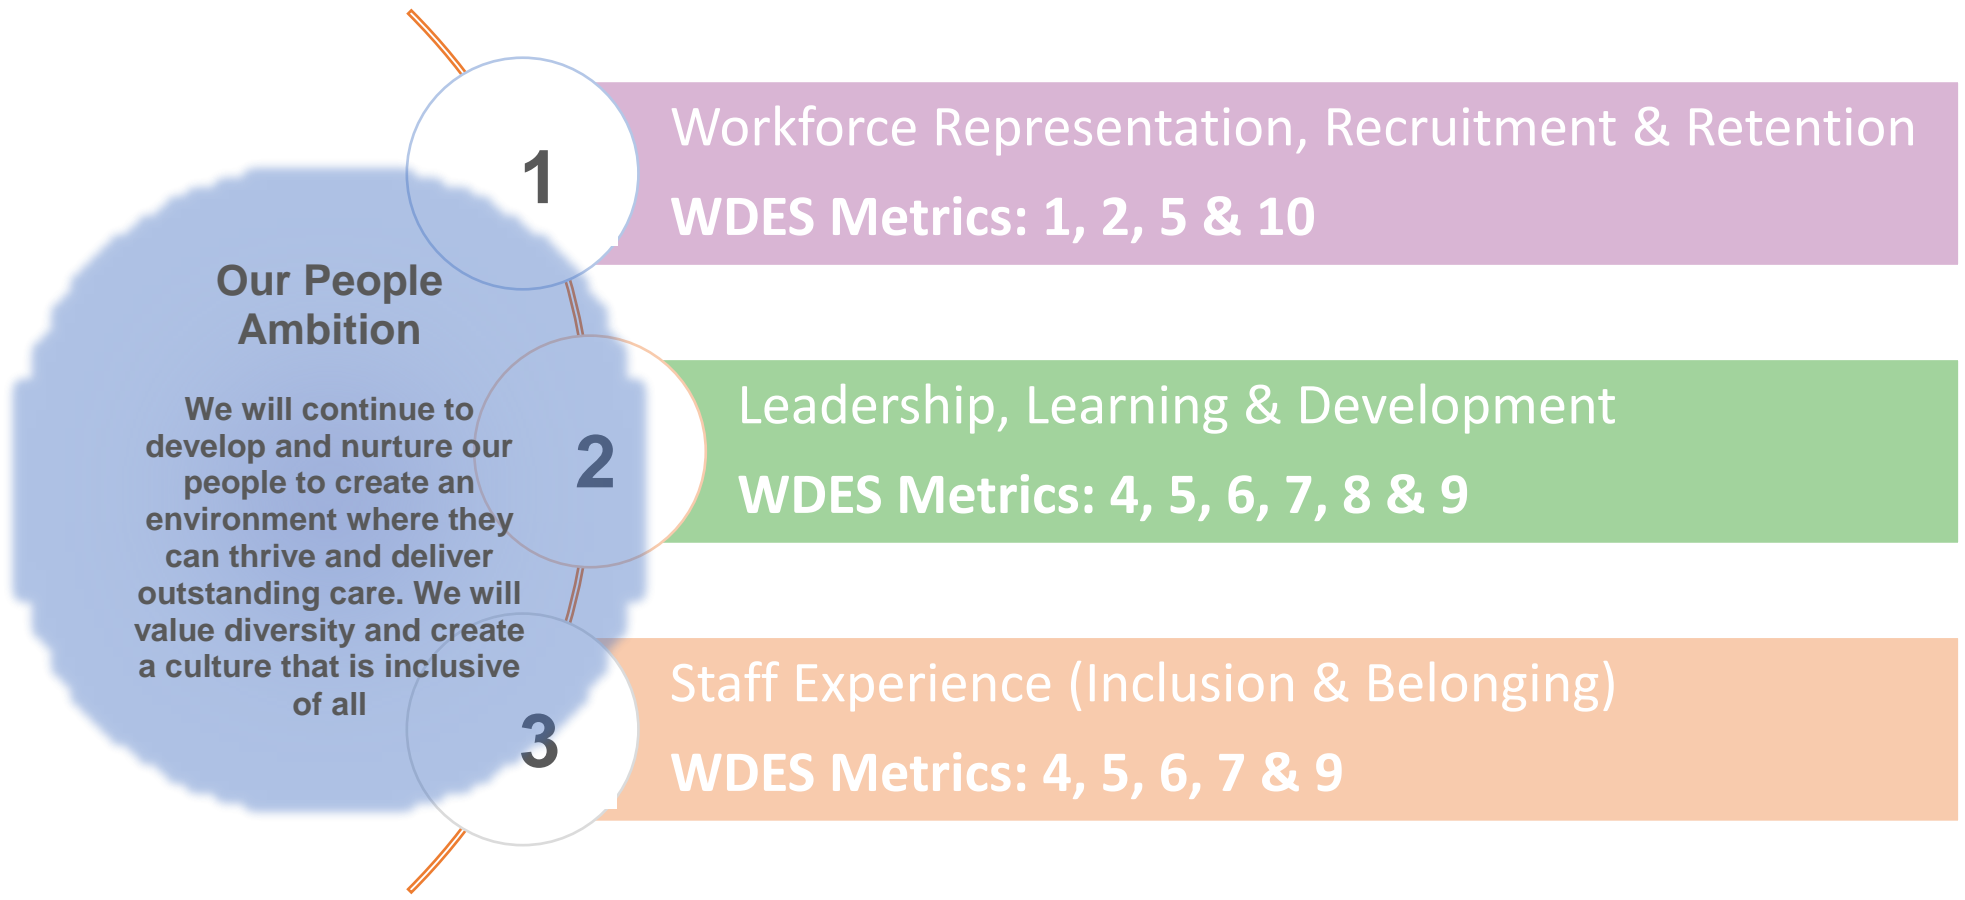 Our People
Ambition
We will continue to
develop and nurture our
people to create an
environment where they
can thrive and deliver
outstanding care. We will
value diversity and create
a culture that is inclusive
of all
1
Workforce Representation, Recruitment & Retention
WDES Metrics: 1, 2, 5 & 10
2
Leadership, Learning & Development
WDES Metrics: 4, 5, 6, 7, 8 & 9
3
Staff Experience (Inclusion & Belonging)
WDES Metrics: 4, 5, 6, 7 & 9